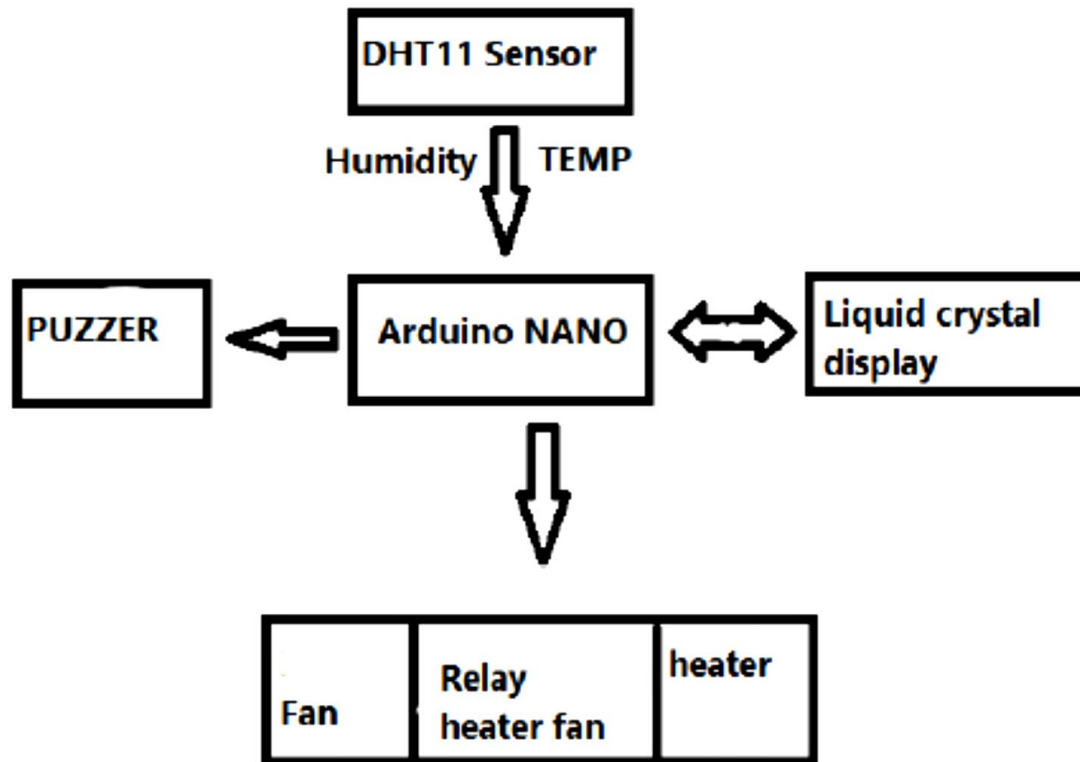 DHT11 Sensor
Humidity TEMP
PUZZER
Arduino NANO
Liquid crystal
display
Fan
Relay
heater fan
heater